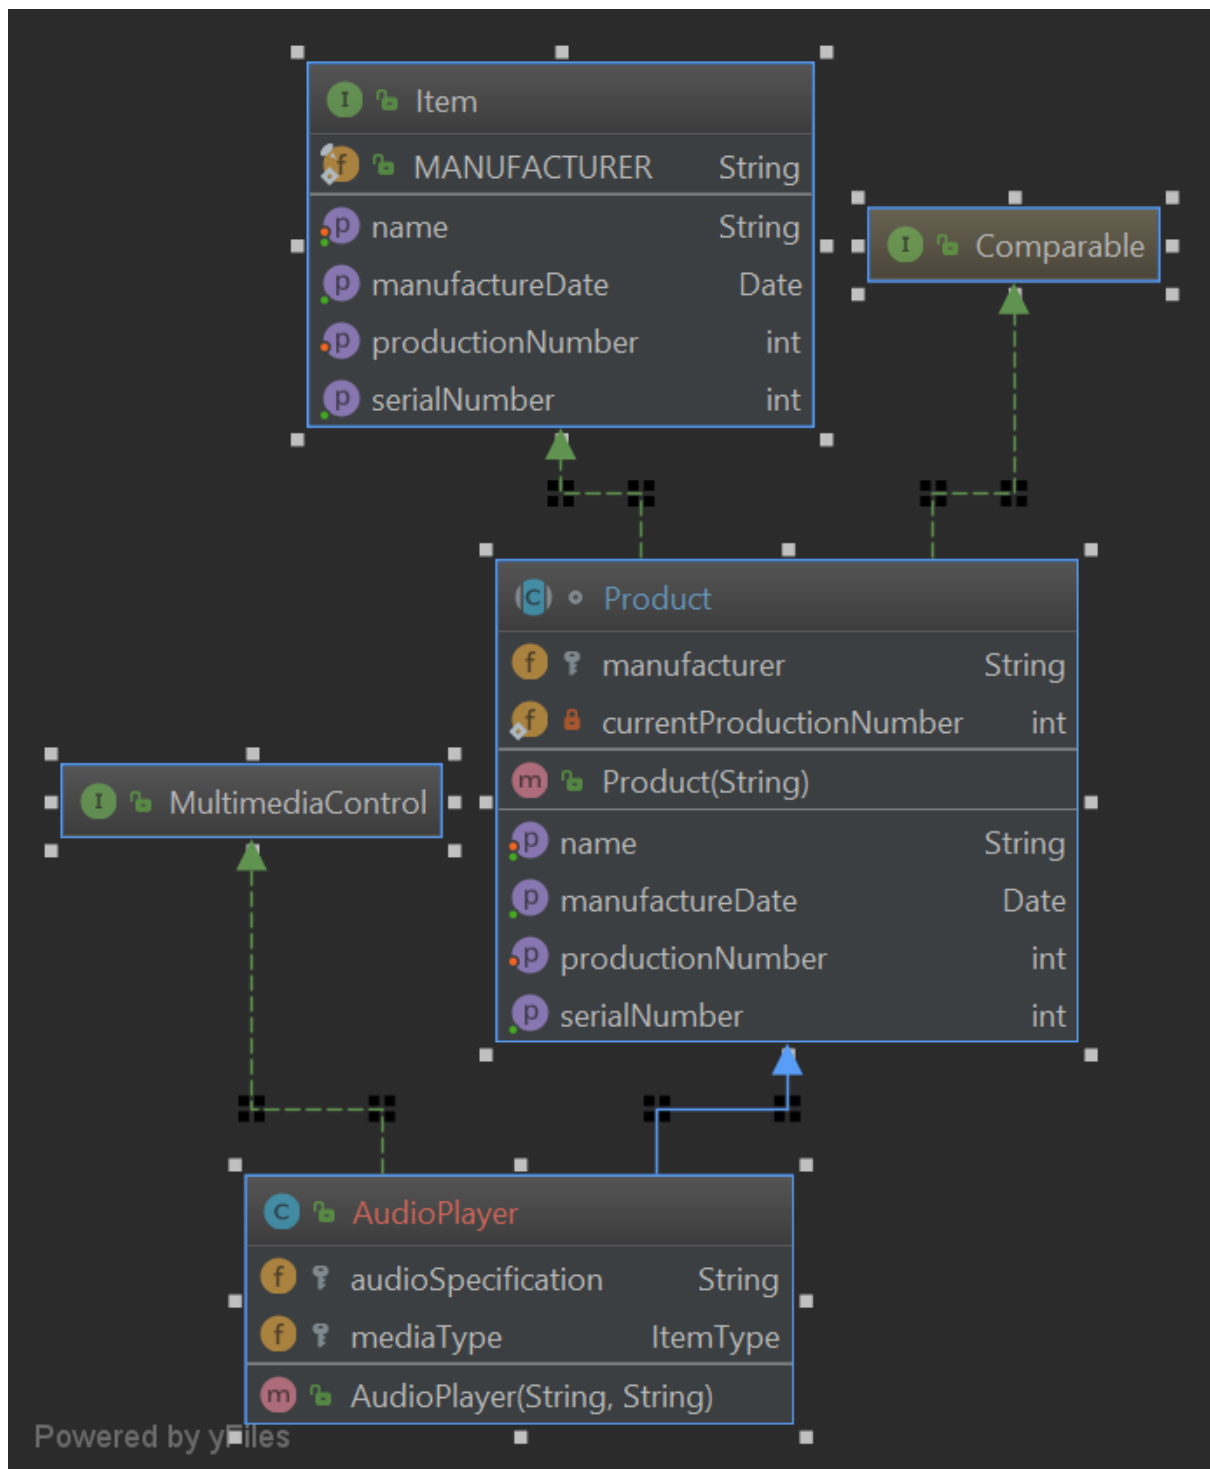 Item
MANUFACTURER String
name String
manufactureDate Date
productionNumber int
serialNumber int
Comparable
Product
manufacturer String
currentProductionNumber int
Product(String)
name String
manufactureDate Date
productionNumber int
serialNumber int
MultimediaControl
AudioPlayer
audioSpecification String
mediaType ItemType
AudioPlayer(String, String)
Powered by yFiles